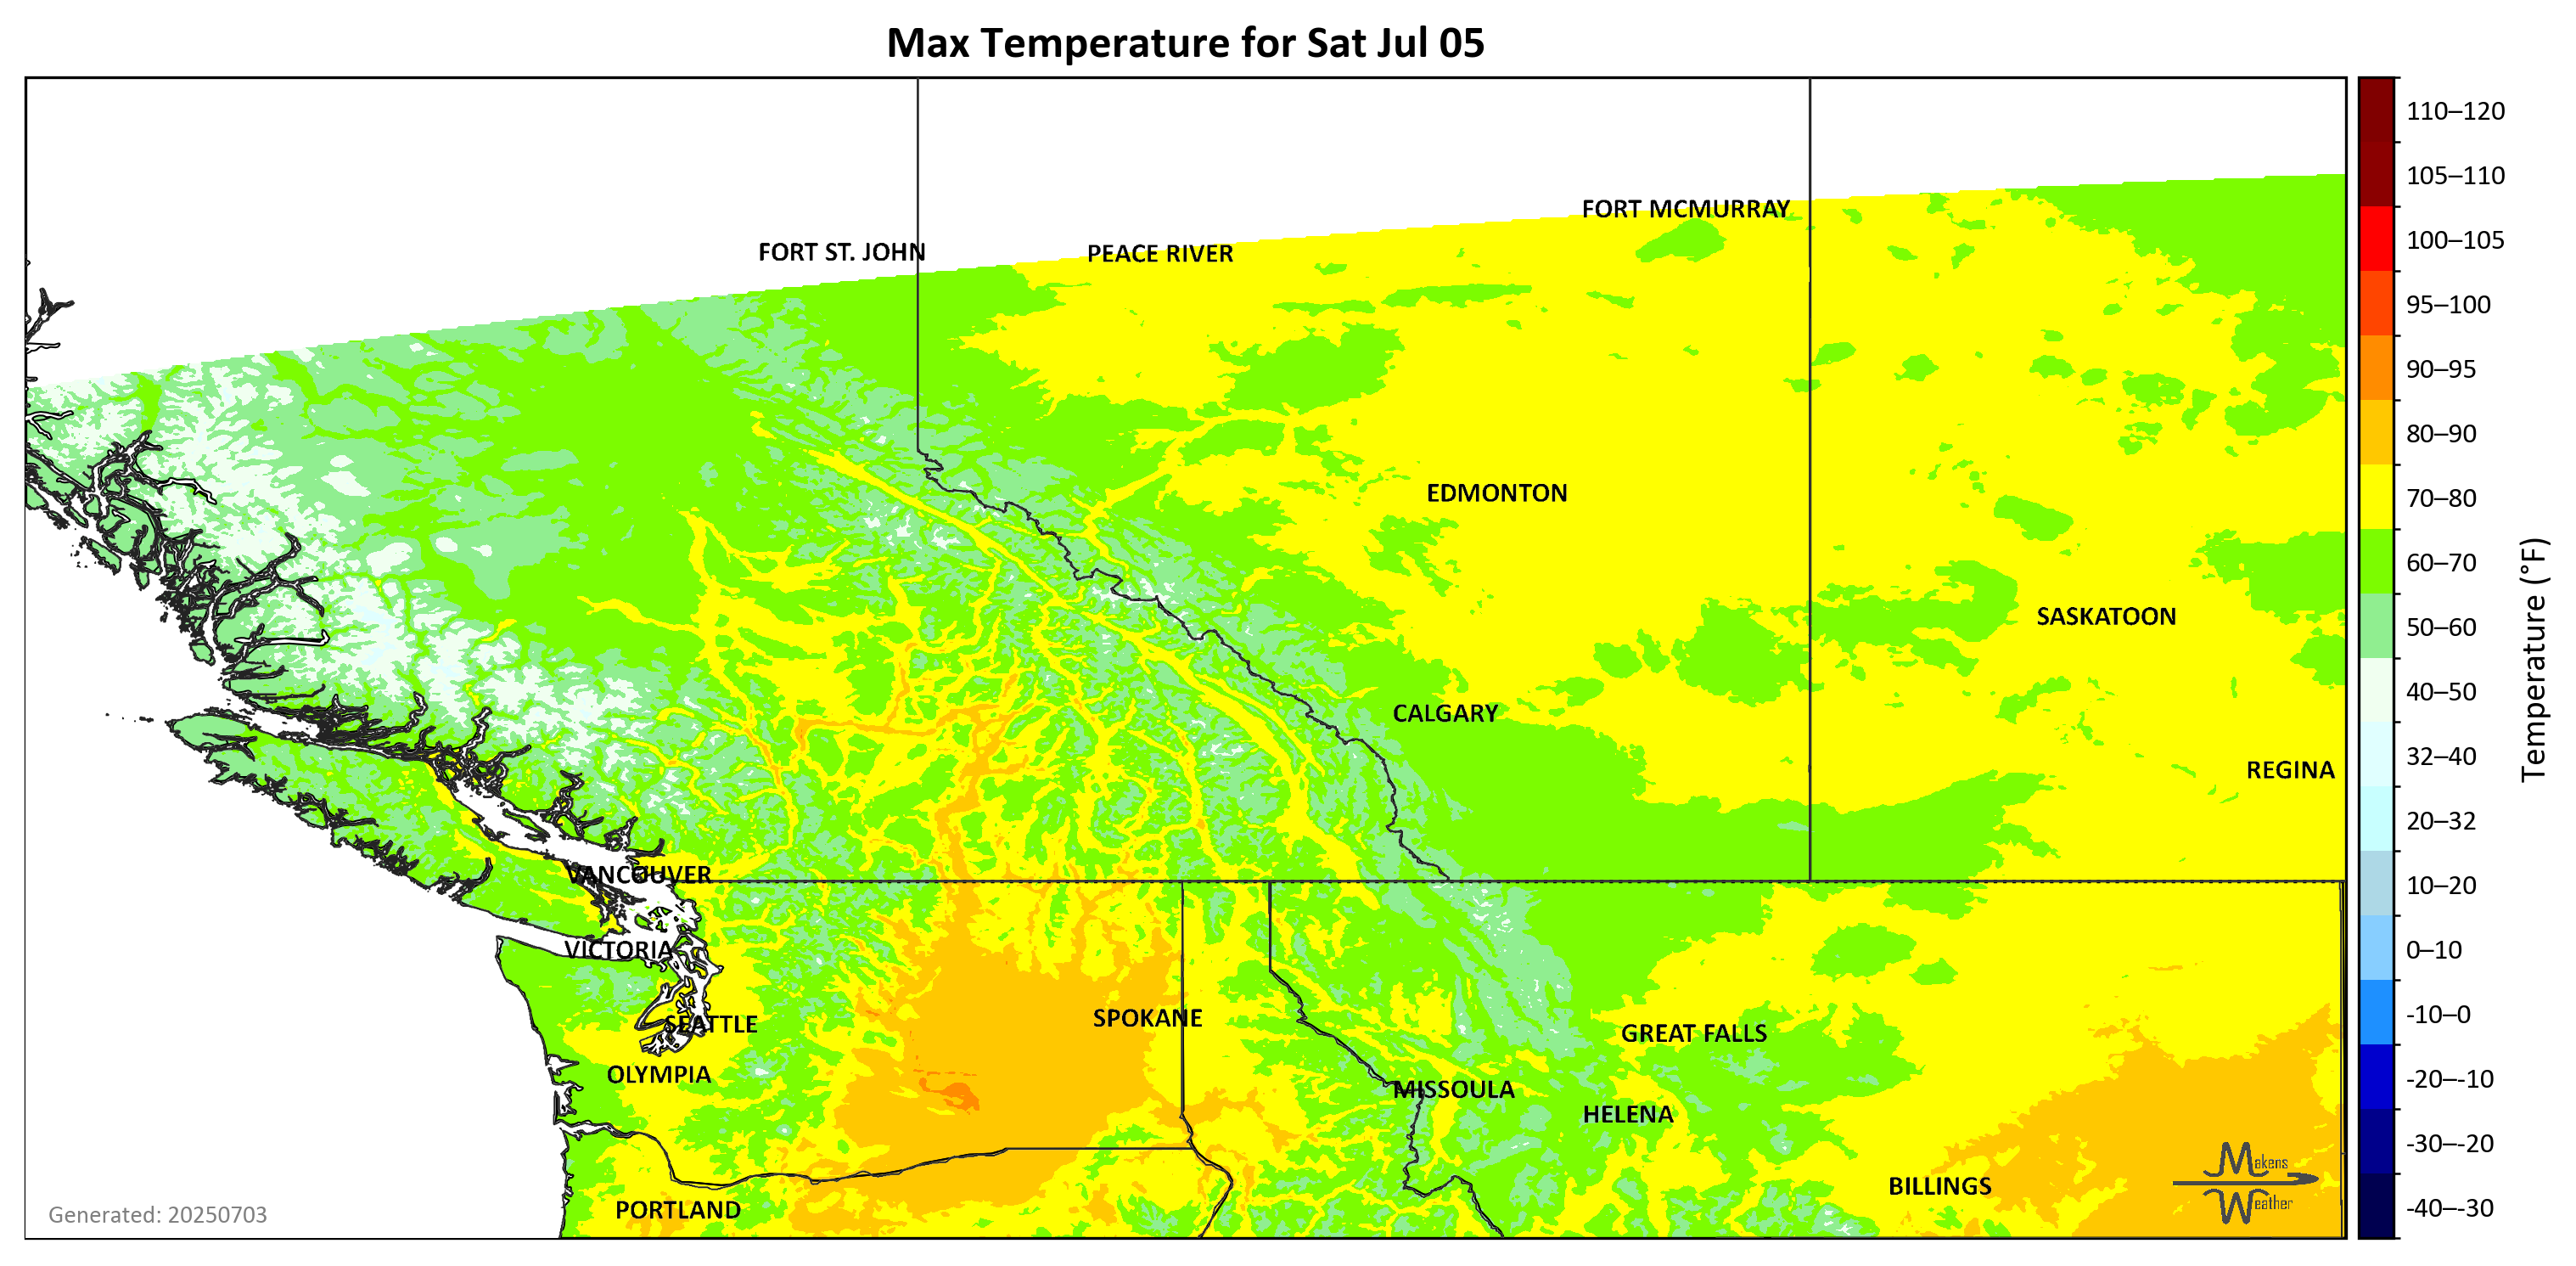 Max Temperature for Sat Jul 05
110–120
105–110
100–105
95–100
90–95
80–90
70–80
60–70
50–60
40–50
32–40
20–32
10–20
0–10
-10–0
-20–-10
-30–-20
-40–-30
Temperature (°F)
FORT MCMURRAY
FORT ST. JOHN
PEACE RIVER
EDMONTON
SASKATOON
CALGARY
REGINA
VANCOUVER
VICTORIA
SPOKANE
SEATTLE
GREAT FALLS
OLYMPIA
MISSOULA
HELENA
BILLINGS
PORTLAND
Makens
Weather
Generated: 20250703